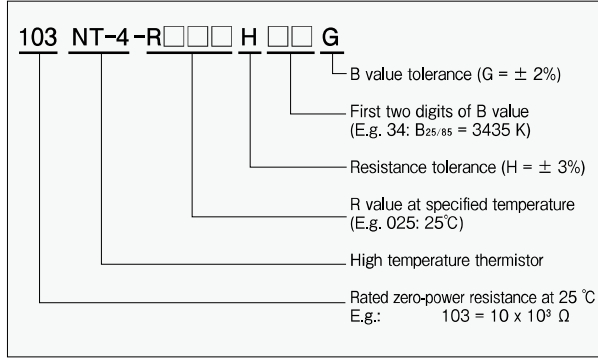 103 NT-4-R□□□ H □□ G
B value tolerance (G = ± 2%)
First two digits of B value
(E.g. 34: B25/85 = 3435 K)
Resistance tolerance (H = ± 3%)
R value at specified temperature
(E.g. 025: 25℃)
High temperature thermistor
Rated zero-power resistance at 25 ℃
E.g.: 103 = 10 x 10³ Ω